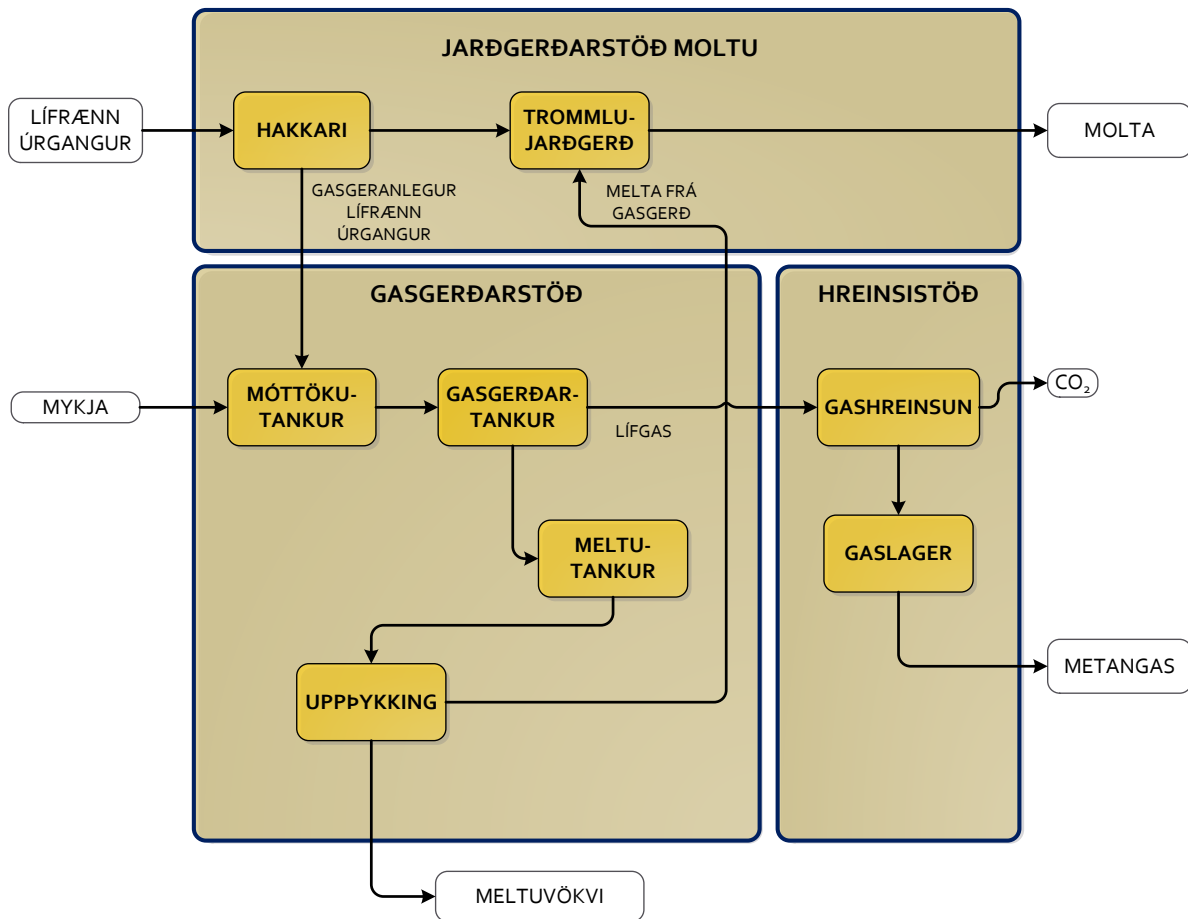 JARÐGERÐARSTÖÐ MOLTU
LÍFRÆNN
ÚRGANGUR
HAKKARI
TROMMLU-
JARÐGERÐ
MOLTA
GASGERANLEGUR
LÍFRÆNN
ÚRGANGUR
MELTA FRÁ
GASGERÐ
GASGERÐARSTÖÐ
HREINSISTÖÐ
MYKJA
MÓTTÖKU-
TANKUR
GASGERÐAR-
TANKUR
LÍFGAS
GASHREINSUN
CO₂
MELTU-
TANKUR
GASLAGER
UPPÞYKKING
METANGAS
MELTUVÖKVI